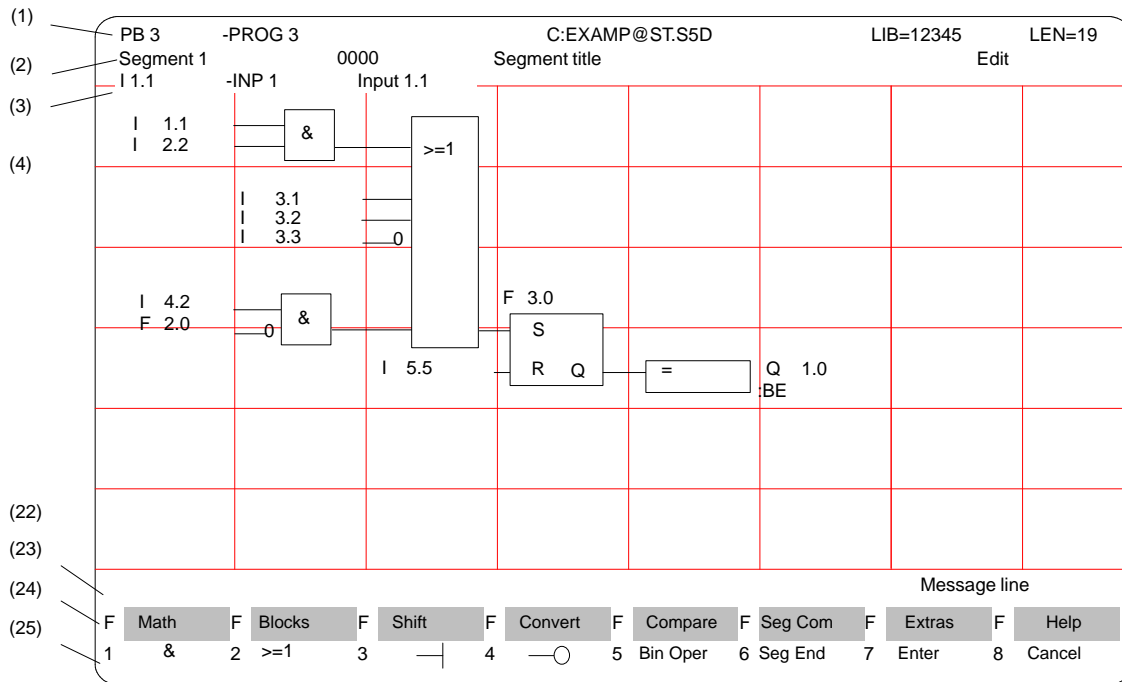 (1)
PB 3 -PROG 3 C:EXAMP@ST.S5D LIB=12345 LEN=19
(2)
Segment 1 0000 Segment title Edit
I 1.1 -INP 1 Input 1.1
(3)
I 1.1
&
I 2.2
>=1
(4)
I 3.1
I 3.2
I 3.3 0
I 4.2
F 3.0
F 2.0 0 &
S
I 5.5 R Q = Q 1.0
:BE
(22)
(23)
Message line
(24)
F Math F Blocks F Shift F Convert F Compare F Seg Com F Extras F Help
(25)
1 & 2 >=1 3 4 5 Bin Oper 6 Seg End 7 Enter 8 Cancel